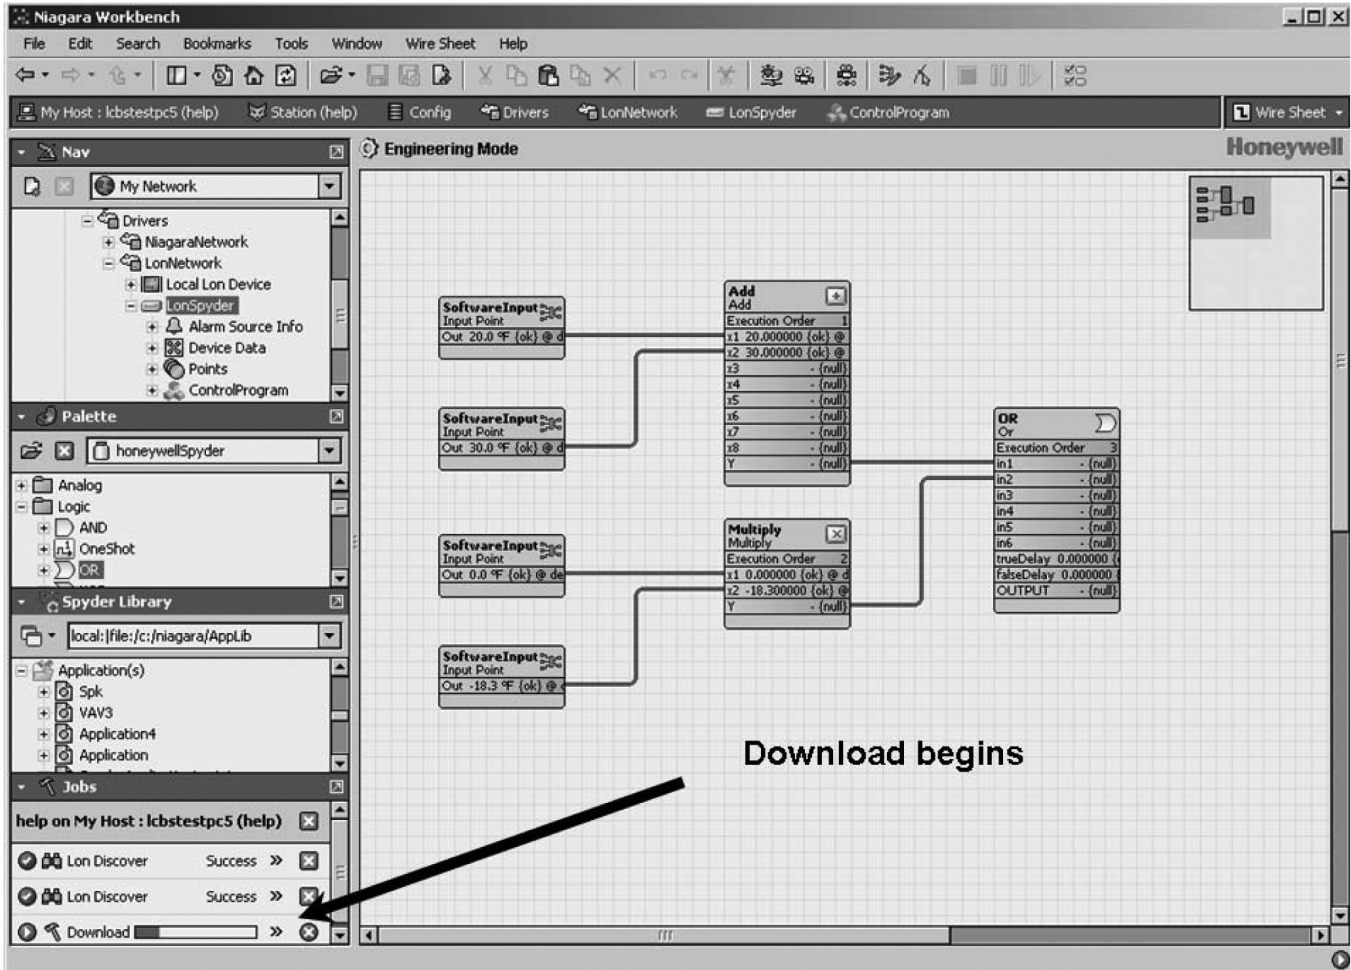 Niagara Workbench
File Edit Search Bookmarks Tools Window Wire Sheet Help
My Host : lcbstestpc5 (help) Station (help) Config Drivers LonNetwork LonSpyder ControlProgram Wire Sheet
Nav
My Network
Drivers
NiagaraNetwork
LonNetwork
Local Lon Device
LonSpyder
Alarm Source Info
Device Data
Points
ControlProgram
Palette
honeywellSpyder
Analog
Logic
AND
OneShot
OR
Spyder Library
local:|file:/c:/niagara/AppLib
Application(s)
Spk
VAV3
Application4
Application
Jobs
help on My Host : lcbstestpc5 (help)
Lon Discover Success »
Lon Discover Success »
Download »
Engineering Mode
Honeywell
SoftwareInput
Input Point
Out 20.0 °F {ok} @ d
SoftwareInput
Input Point
Out 30.0 °F {ok} @ d
SoftwareInput
Input Point
Out 0.0 °F {ok} @ de
SoftwareInput
Input Point
Out -18.3 °F {ok} @
Add
Add
Execution Order 1
x1 20.000000 {ok} @
x2 30.000000 {ok} @
x3 - {null}
x4 - {null}
x5 - {null}
x6 - {null}
x7 - {null}
x8 - {null}
Y - {null}
Multiply
Multiply
Execution Order 2
x1 0.000000 {ok} @ d
x2 -18.300000 {ok} @
Y - {null}
OR
Or
Execution Order 3
in1 - {null}
in2 - {null}
in3 - {null}
in4 - {null}
in5 - {null}
in6 - {null}
trueDelay 0.000000 {
falseDelay 0.000000
OUTPUT - {null}
Download begins